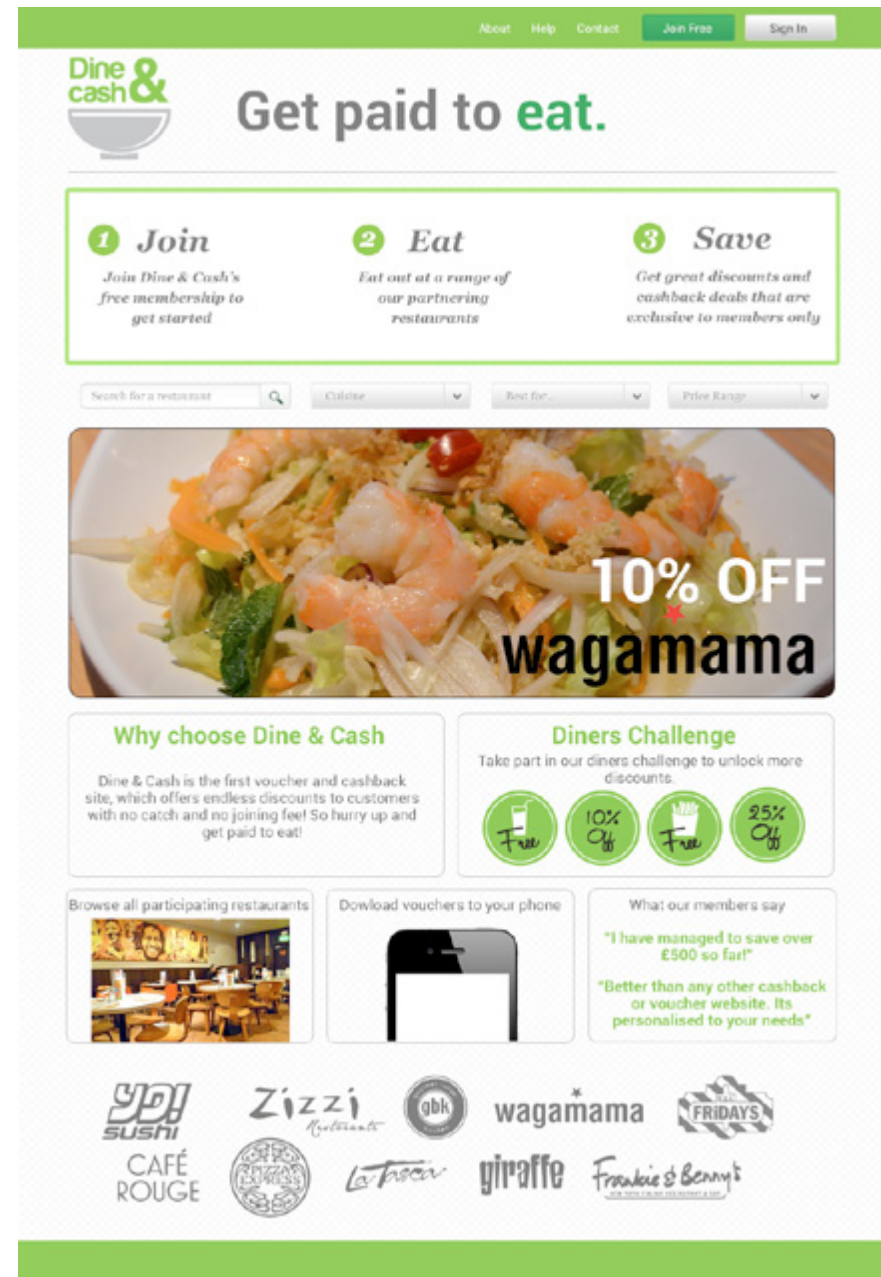 About Help Contact Join Free Sign In
Dine &
cash
Get paid to eat.
1 Join
Join Dine & Cash's
free membership to
get started
2 Eat
Eat out at a range of
our partnering
restaurants
3 Save
Get great discounts and
cashback deals that are
exclusive to members only
Search for a restaurant Cuisine Best for... Price Range
10% OFF
wagamama
Why choose Dine & Cash
Dine & Cash is the first voucher and cashback
site, which offers endless discounts to customers
with no catch and no joining fee! So hurry up and
get paid to eat!
Diners Challenge
Take part in our diners challenge to unlock more
discounts.
Free
10%
Off
Free
25%
Off
Browse all participating restaurants
Dowload vouchers to your phone
What our members say
"I have managed to save over
£500 so far!"
"Better than any other cashback
or voucher website. Its
personalised to your needs"
YO!
sushi
Zizzi
Ristorante
gbk
wagamama
FRiDAYS
CAFÉ
ROUGE
PIZZA
EXPRESS
La Tasca
giraffe
Frankie & Benny's